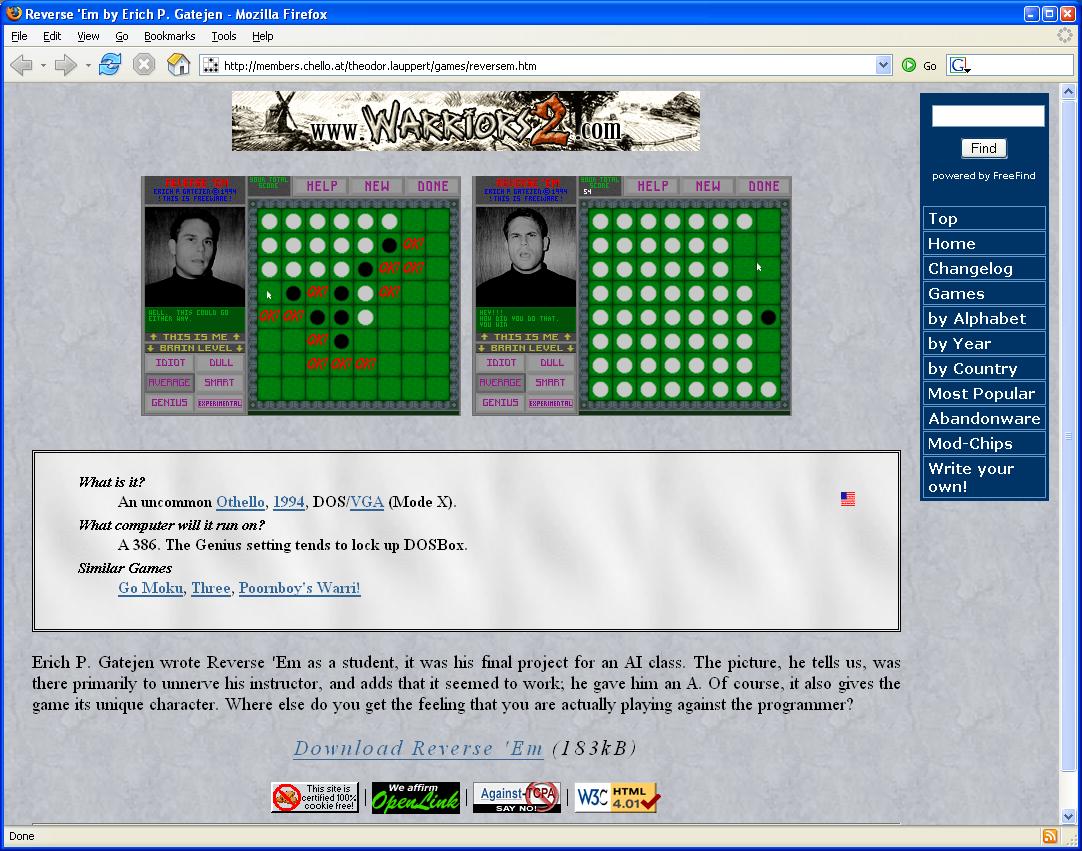 Reverse 'Em by Erich P. Gatejen - Mozilla Firefox
File Edit View Go Bookmarks Tools Help
http://members.chello.at/theodor.lauppert/games/reversem.htm
Go
G
www.WARRIORS2.com
Find
powered by FreeFind
Top
Home
Changelog
Games
by Alphabet
by Year
by Country
Most Popular
Abandonware
Mod-Chips
Write your
own!
REVERSE 'EM
ERICH P. GATEJEN © 1994
!THIS IS FREEWARE!
YOUR TOTAL
SCORE
HELP NEW DONE
OK!
OK! OK!
OK! OK!
OK! OK!
OK!
OK! OK! OK!
WELL. THIS COULD GO
EITHER WAY.
THIS IS ME
BRAIN LEVEL
IDIOT DULL
AVERAGE SMART
GENIUS EXPERIMENTAL
REVERSE 'EM
ERICH P. GATEJEN © 1994
!THIS IS FREEWARE!
YOUR TOTAL
SCORE
54
HELP NEW DONE
HEY!!!
HOW DID YOU DO THAT.
YOU WIN
THIS IS ME
BRAIN LEVEL
IDIOT DULL
AVERAGE SMART
GENIUS EXPERIMENTAL
What is it?
An uncommon Othello, 1994, DOS/VGA (Mode X).
What computer will it run on?
A 386. The Genius setting tends to lock up DOSBox.
Similar Games
Go Moku, Three, Poornboy's Warri!
Erich P. Gatejen wrote Reverse 'Em as a student, it was his final project for an AI class. The picture, he tells us, was
there primarily to unnerve his instructor, and adds that it seemed to work; he gave him an A. Of course, it also gives the
game its unique character. Where else do you get the feeling that you are actually playing against the programmer?
Download Reverse 'Em (183kB)
This site is
certified 100%
cookie free!
|
We affirm
OpenLink
|
Against-TCPA
SAY NO!
|
W3C HTML
4.01
Done